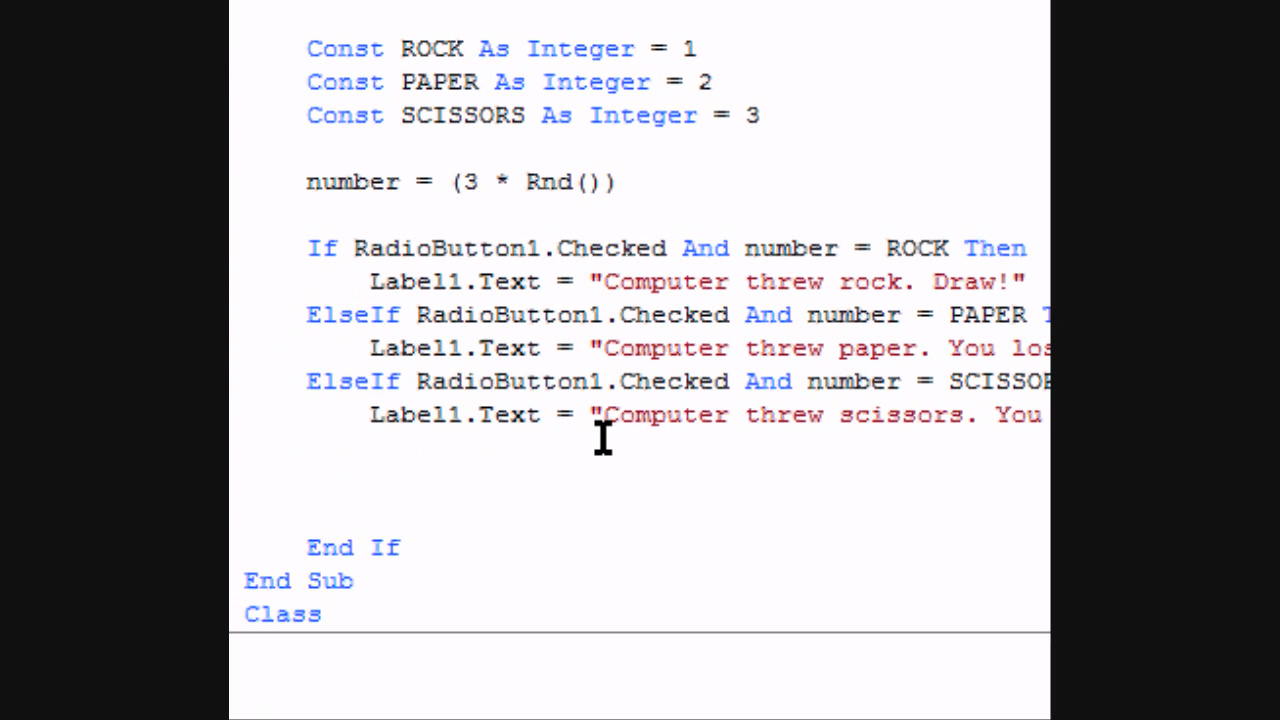 Const ROCK As Integer = 1
Const PAPER As Integer = 2
Const SCISSORS As Integer = 3
number = (3 * Rnd())
If RadioButton1.Checked And number = ROCK Then
Label1.Text = "Computer threw rock. Draw!"
ElseIf RadioButton1.Checked And number = PAPER
Label1.Text = "Computer threw paper. You
ElseIf RadioButton1.Checked And number =
Label1.Text = "Computer threw scissors. You
End If
End Sub
Class